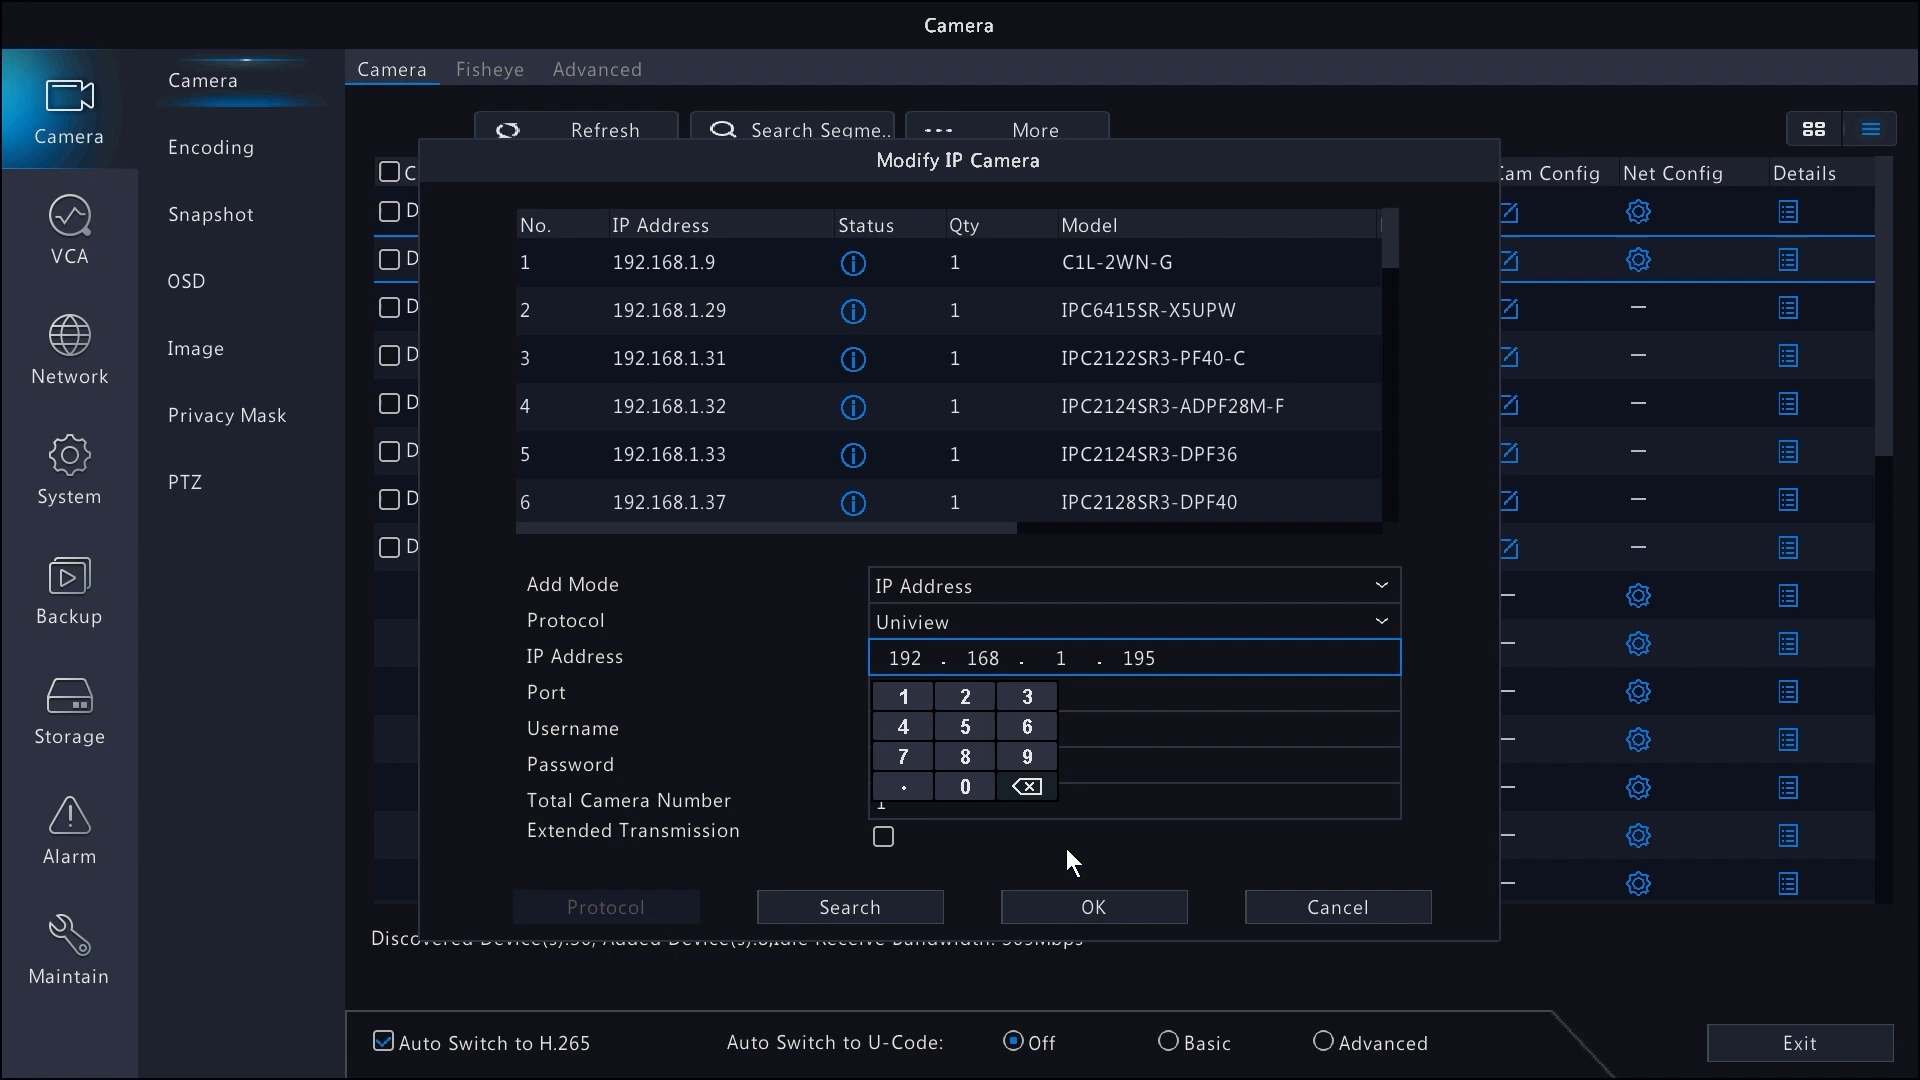 Camera
Camera
VCA
Network
System
Backup
Storage
Alarm
Maintain
Camera
Encoding
Snapshot
OSD
Image
Privacy Mask
PTZ
Camera Fisheye Advanced
Refresh Search Segme.. ••• More
Net Config Details
Modify IP Camera
No. IP Address Status Qty Model
1 192.168.1.9 1 C1L-2WN-G
2 192.168.1.29 1 IPC6415SR-X5UPW
3 192.168.1.31 1 IPC2122SR3-PF40-C
4 192.168.1.32 1 IPC2124SR3-ADPF28M-F
5 192.168.1.33 1 IPC2124SR3-DPF36
6 192.168.1.37 1 IPC2128SR3-DPF40
Add Mode IP Address
Protocol Uniview
IP Address 192 . 168 . 1 . 195
Port
Username
Password
Total Camera Number 1
Extended Transmission
1 2 3
4 5 6
7 8 9
. 0
Protocol Search OK Cancel
Auto Switch to H.265 Auto Switch to U-Code: Off Basic Advanced Exit